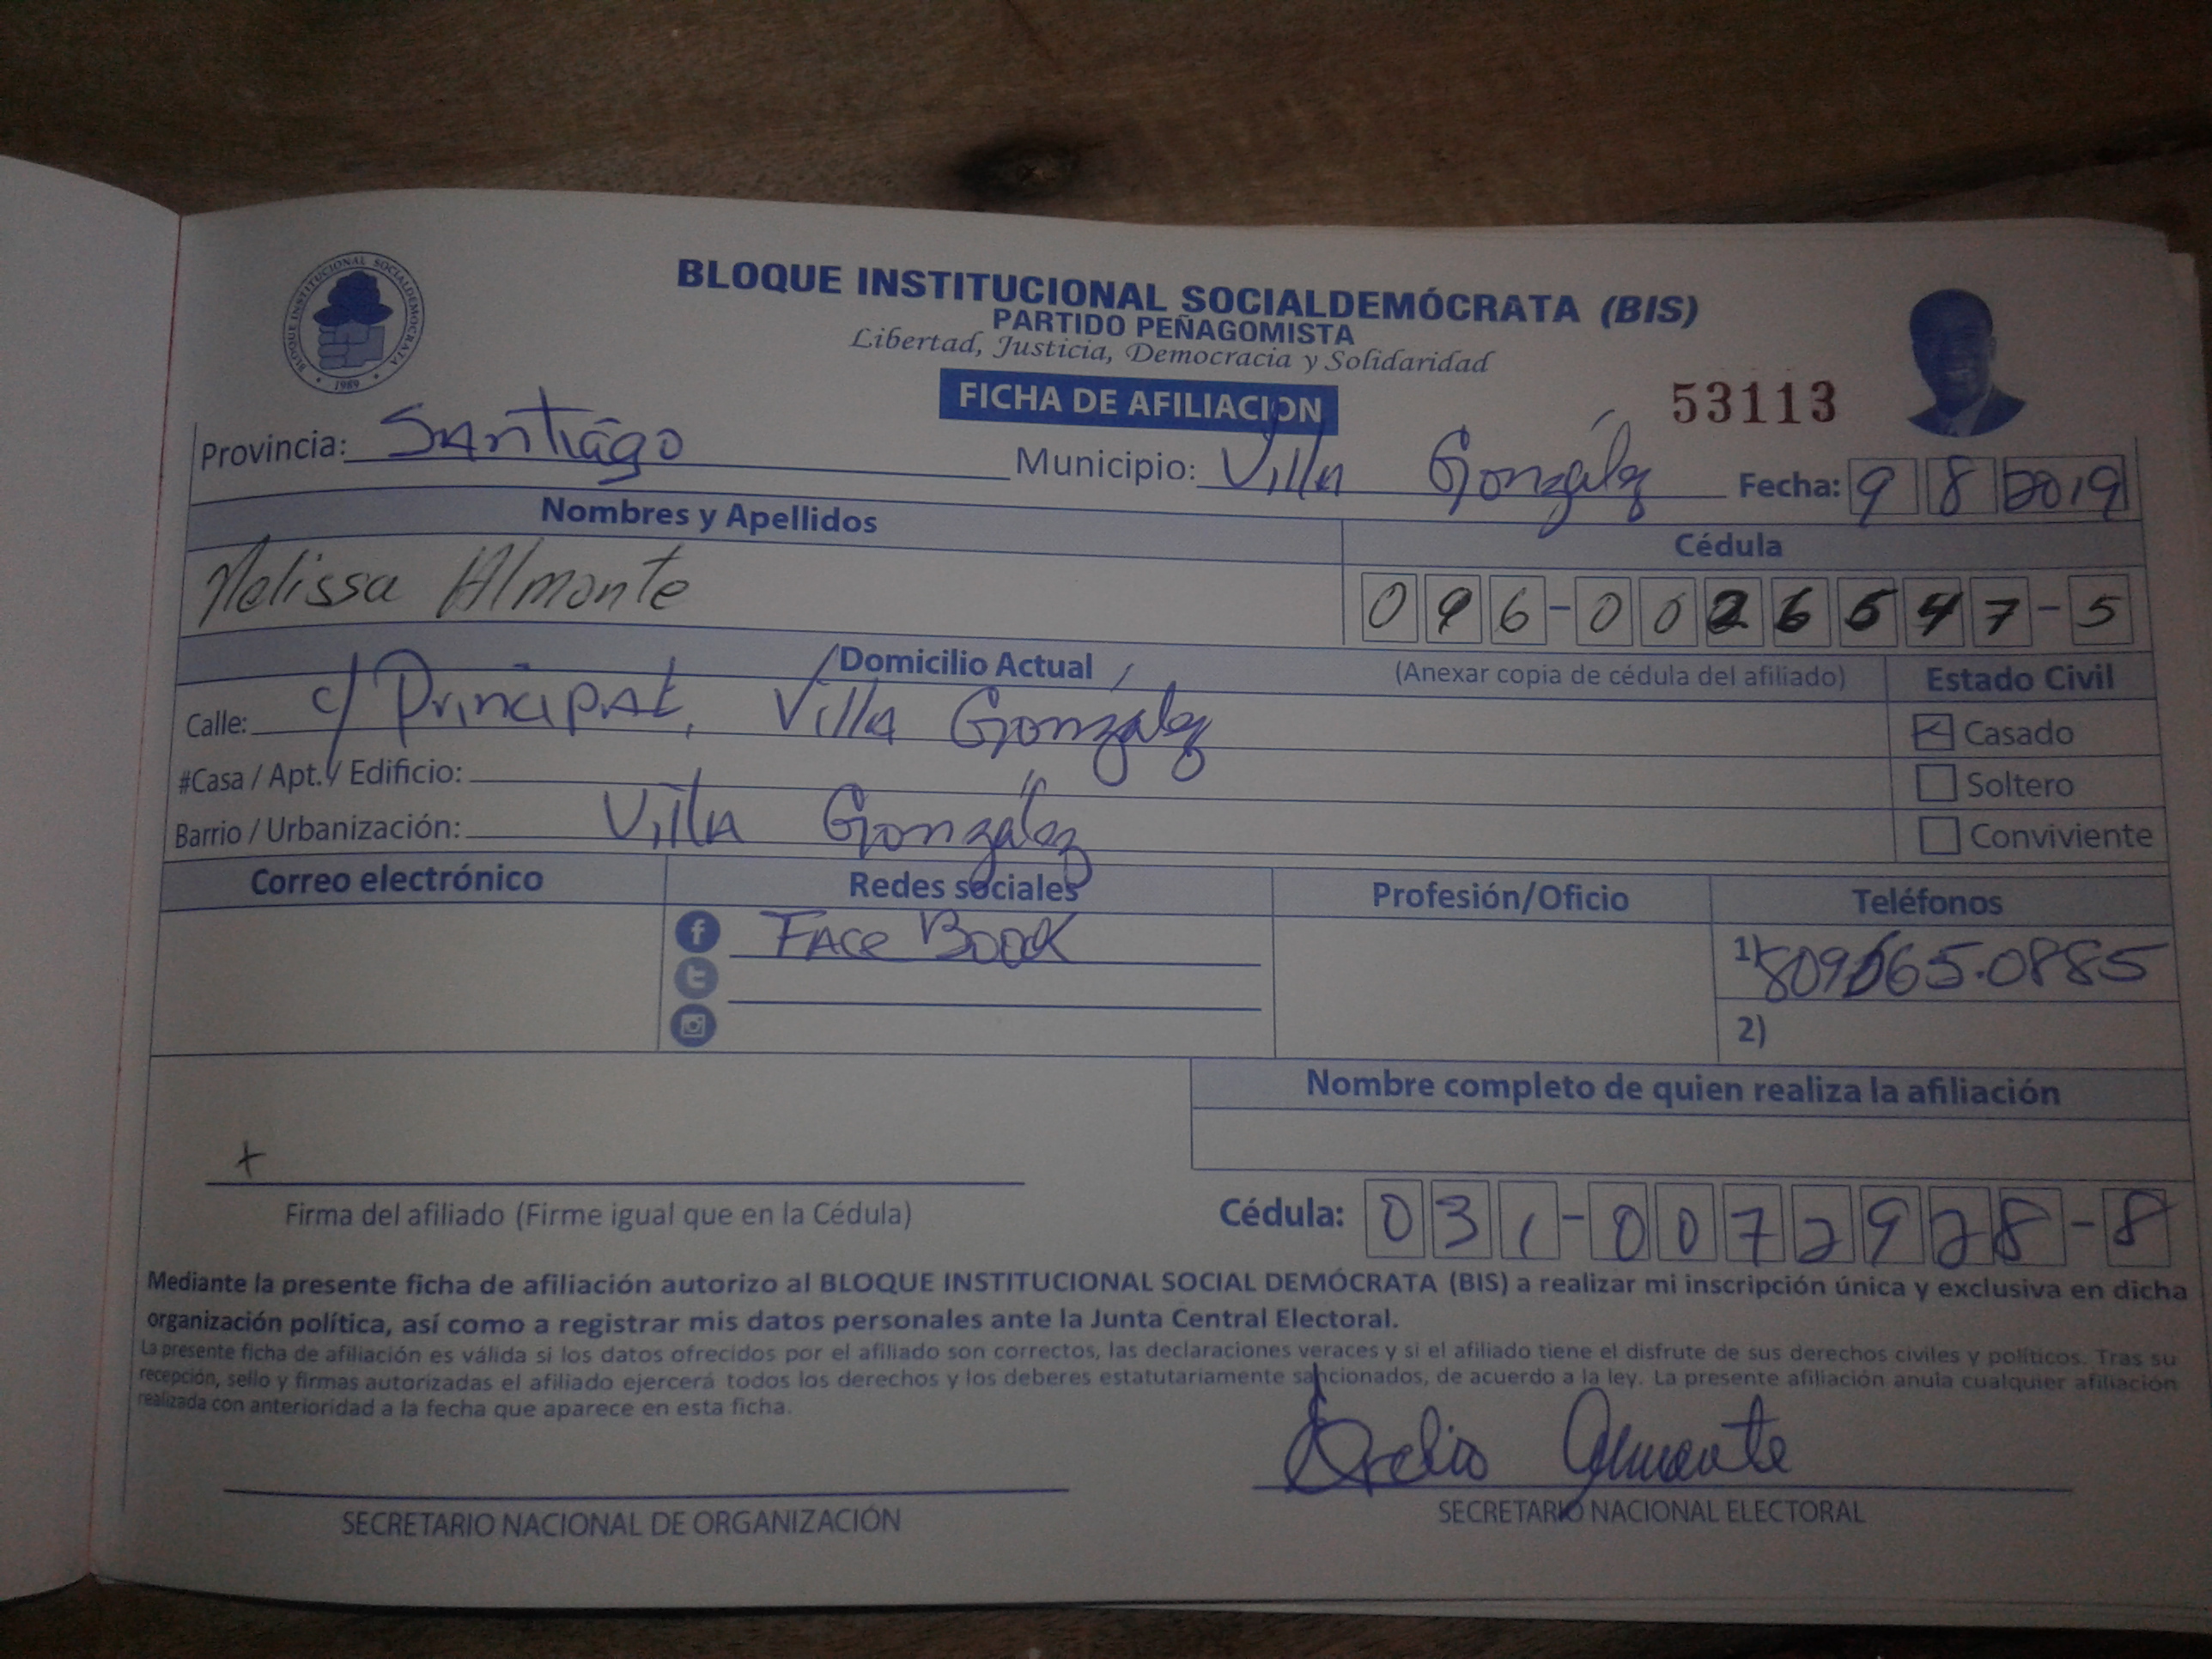 BLOQUE INSTITUCIONAL SOCIALDEMOCRATA
1989
BLOQUE INSTITUCIONAL SOCIALDEMÓCRATA (BIS)
PARTIDO PEÑAGOMISTA
Libertad, Justicia, Democracia y Solidaridad
FICHA DE AFILIACION
53113
Provincia: Santiago Municipio: Villa González Fecha: 9 8 2019
Nombres y Apellidos Cédula
Melissa Almonte 096-0026547-5
Domicilio Actual (Anexar copia de cédula del afiliado) Estado Civil
Calle: c/ Principal, Villa González
Casado
#Casa / Apt. / Edificio:
Soltero
Barrio / Urbanización: Villa González
Conviviente
Correo electrónico Redes sociales Profesión/Oficio Teléfonos
Face Book 1) 809 665.0885
2)
Nombre completo de quien realiza la afiliación
+
Firma del afiliado (Firme igual que en la Cédula) Cédula: 031-0072928-8
Mediante la presente ficha de afiliación autorizo al BLOQUE INSTITUCIONAL SOCIAL DEMÓCRATA (BIS) a realizar mi inscripción única y exclusiva en dicha
organización política, así como a registrar mis datos personales ante la Junta Central Electoral.
La presente ficha de afiliación es válida si los datos ofrecidos por el afiliado son correctos, las declaraciones veraces y si el afiliado tiene el disfrute de sus derechos civiles y políticos. Tras su
recepción, sello y firmas autorizadas el afiliado ejercerá todos los derechos y los deberes estatutariamente sancionados, de acuerdo a la ley. La presente afiliación anula cualquier afiliación
realizada con anterioridad a la fecha que aparece en esta ficha.
Almonte
SECRETARIO NACIONAL DE ORGANIZACIÓN SECRETARIO NACIONAL ELECTORAL